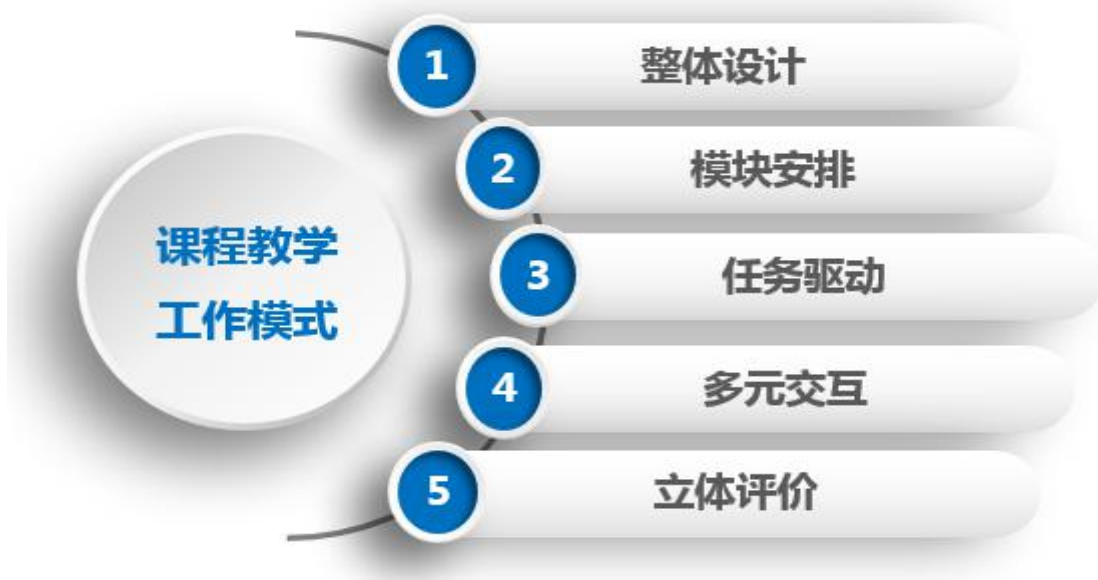 课程教学
工作模式
1 整体设计
2 模块安排
3 任务驱动
4 多元交互
5 立体评价